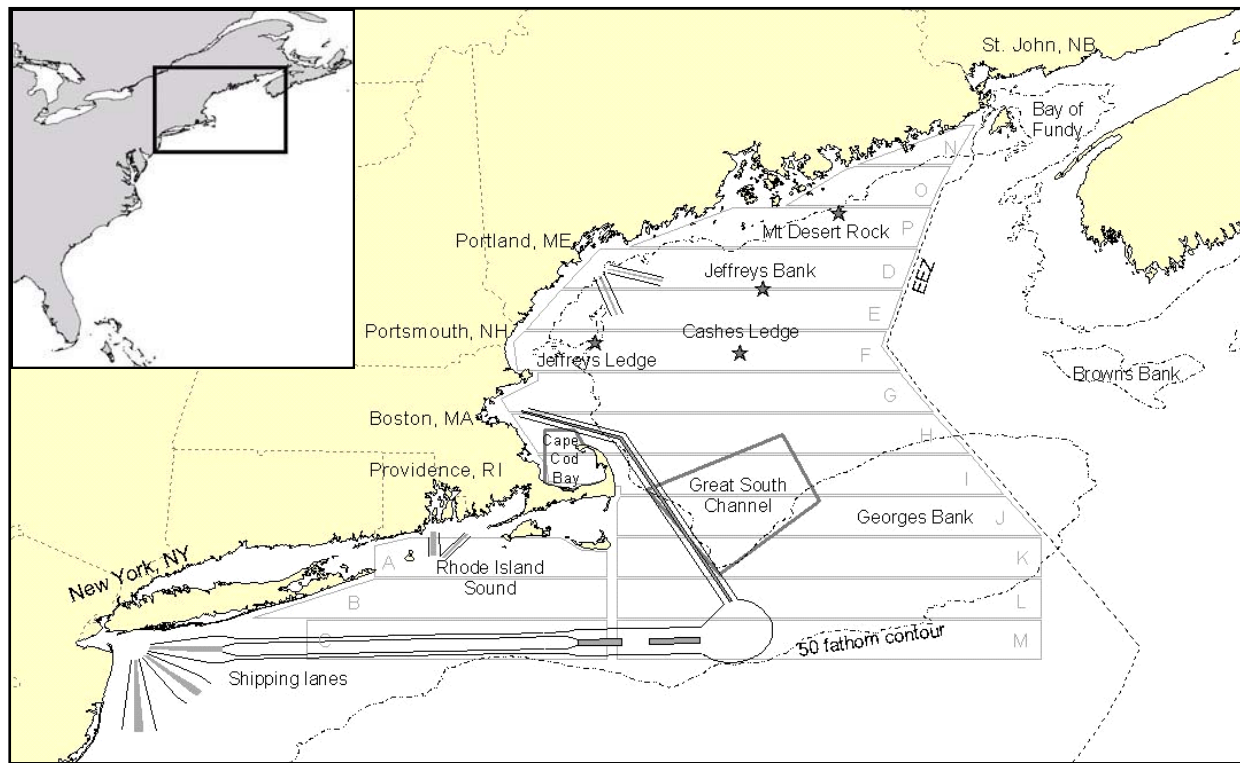 St. John, NB
Bay of
Fundy
N
O
P
Mt Desert Rock
Portland, ME
Jeffreys Bank
D
EEZ
E
Portsmouth, NH
Cashes Ledge
F
Jeffreys Ledge
Browns Bank
G
Boston, MA
H
Cape
Cod
Bay
Providence, RI
I
Great South
Channel
Georges Bank
J
New York, NY
A
Rhode Island
Sound
K
B
L
C
50 fathom contour
M
Shipping lanes